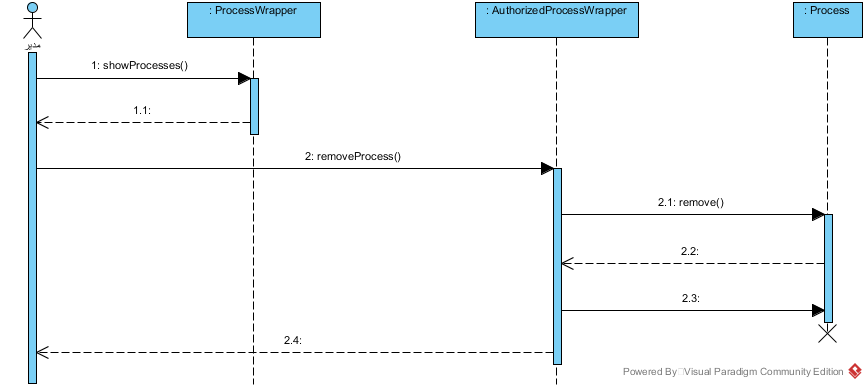 : ProcessWrapper
: AuthorizedProcessWrapper
: Process
مدیر
1: showProcesses()
1.1:
2: removeProcess()
2.1: remove()
2.2:
2.3:
2.4:
Powered By Visual Paradigm Community Edition